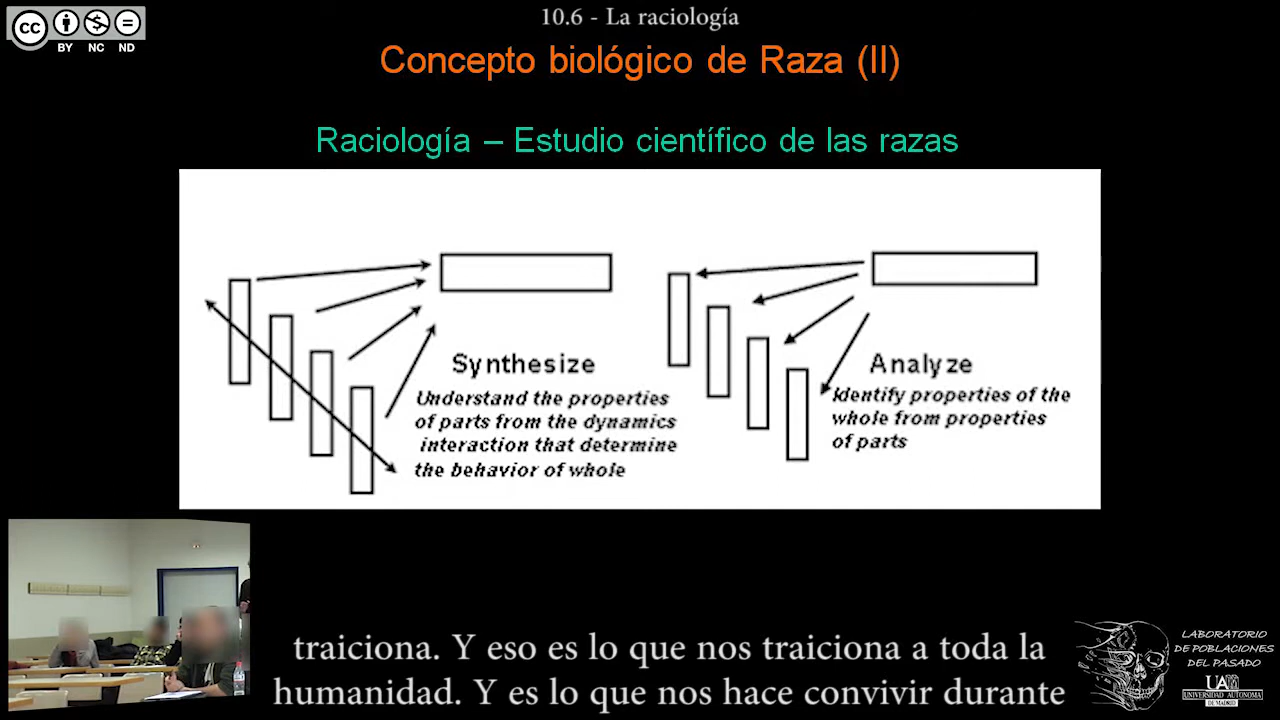 10.6 - La raciología
cc
BY NC ND
Concepto biológico de Raza (II)
Raciología – Estudio científico de las razas
Synthesize
Understand the properties
of parts from the dynamics
interaction that determine
the behavior of whole
Analyze
Identify properties of the
whole from properties
of parts
traiciona. Y eso es lo que nos traiciona a toda la
humanidad. Y es lo que nos hace convivir durante
LABORATORIO
DE POBLACIONES
DEL PASADO
UAM
UNIVERSIDAD AUTONOMA
DE MADRID